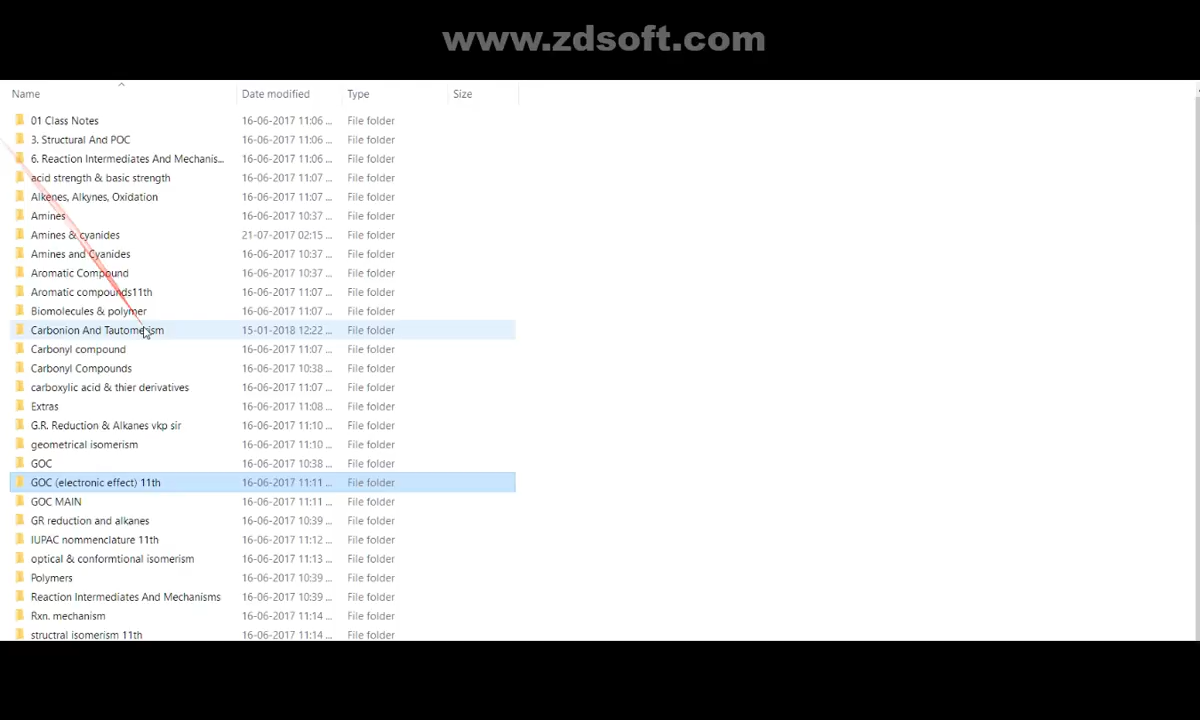 www.zdsoft.com
Name Date modified Type Size
01 Class Notes 16-06-2017 11:06 ... File folder
3. Structural And POC 16-06-2017 11:06 ... File folder
6. Reaction Intermediates And Mechanis... 16-06-2017 11:06 ... File folder
acid strength & basic strength 16-06-2017 11:07 ... File folder
Alkenes, Alkynes, Oxidation 16-06-2017 11:07 ... File folder
Amines 16-06-2017 10:37 ... File folder
Amines & cyanides 21-07-2017 02:15 ... File folder
Amines and Cyanides 16-06-2017 10:37 ... File folder
Aromatic Compound 16-06-2017 10:37 ... File folder
Aromatic compounds11th 16-06-2017 11:07 ... File folder
Biomolecules & polymer 16-06-2017 11:07 ... File folder
Carbonion And Tautomerism 15-01-2018 12:22 ... File folder
Carbonyl compound 16-06-2017 11:07 ... File folder
Carbonyl Compounds 16-06-2017 10:38 ... File folder
carboxylic acid & thier derivatives 16-06-2017 11:07 ... File folder
Extras 16-06-2017 11:08 ... File folder
G.R. Reduction & Alkanes vkp sir 16-06-2017 11:10 ... File folder
geometrical isomerism 16-06-2017 11:10 ... File folder
GOC 16-06-2017 10:38 ... File folder
GOC (electronic effect) 11th 16-06-2017 11:11 ... File folder
GOC MAIN 16-06-2017 11:11 ... File folder
GR reduction and alkanes 16-06-2017 10:39 ... File folder
IUPAC nommenclature 11th 16-06-2017 11:12 ... File folder
optical & conformtional isomerism 16-06-2017 11:13 ... File folder
Polymers 16-06-2017 10:39 ... File folder
Reaction Intermediates And Mechanisms 16-06-2017 10:39 ... File folder
Rxn. mechanism 16-06-2017 11:14 ... File folder
structral isomerism 11th 16-06-2017 11:14 ... File folder